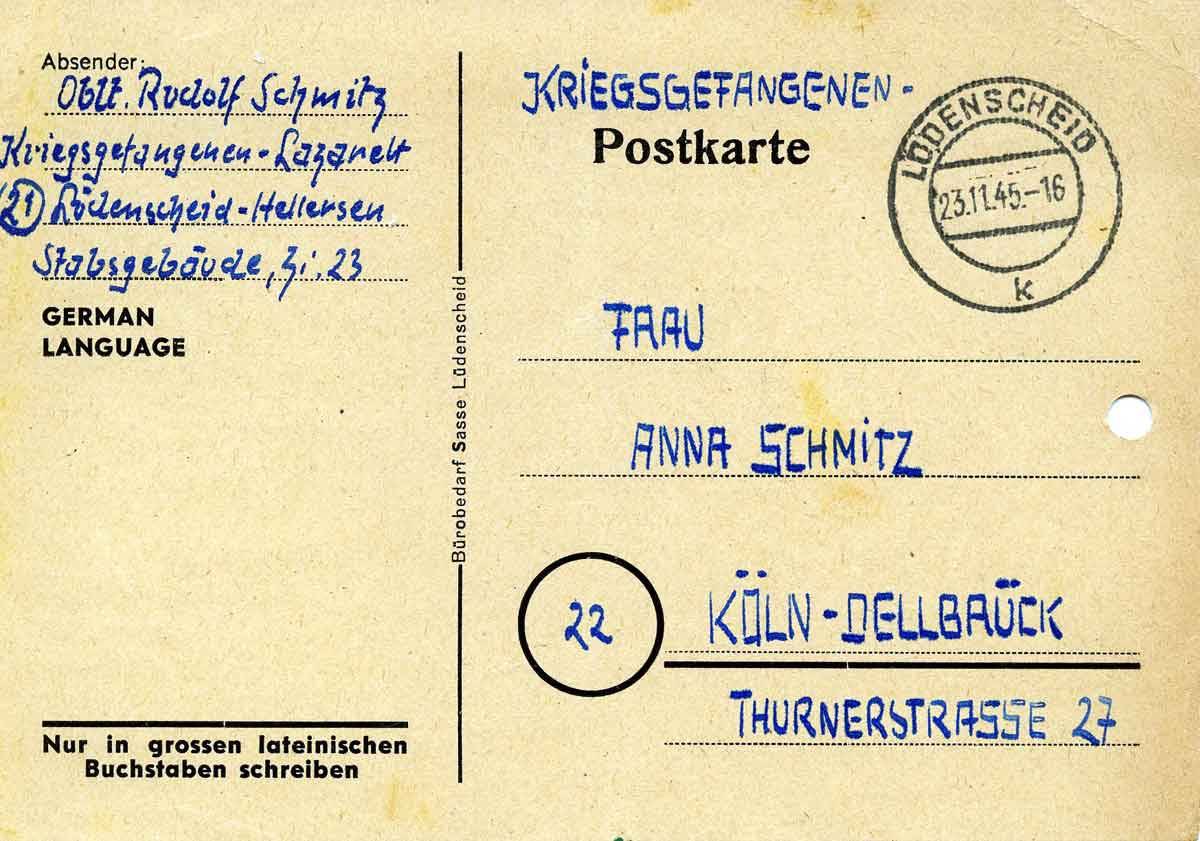 Absender:
Oblt. Rudolf Schmitz
Kriegsgefangenen-Lazarett
(21) Lüdenscheid-Hellersen
Stabsgebäude, Zi. 23
GERMAN
LANGUAGE
Nur in grossen lateinischen
Buchstaben schreiben
Bürobedarf Sasse Lüdenscheid
KRIEGSGEFANGENEN-
Postkarte
LÜDENSCHEID
23.11.45.-16
k
FRAU
ANNA SCHMITZ
22
KÖLN-DELLBRÜCK
THURNERSTRASSE 27